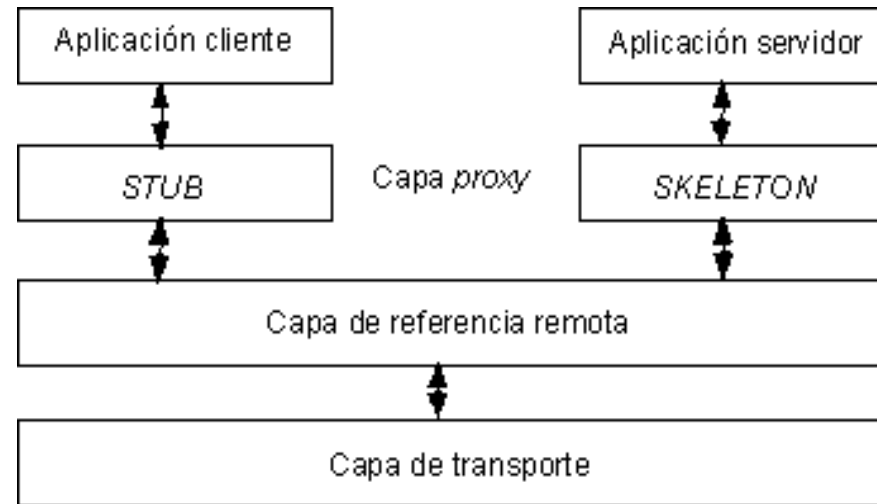 Aplicación cliente
Aplicación servidor
STUB
Capa proxy
SKELETON
Capa de referencia remota
Capa de transporte